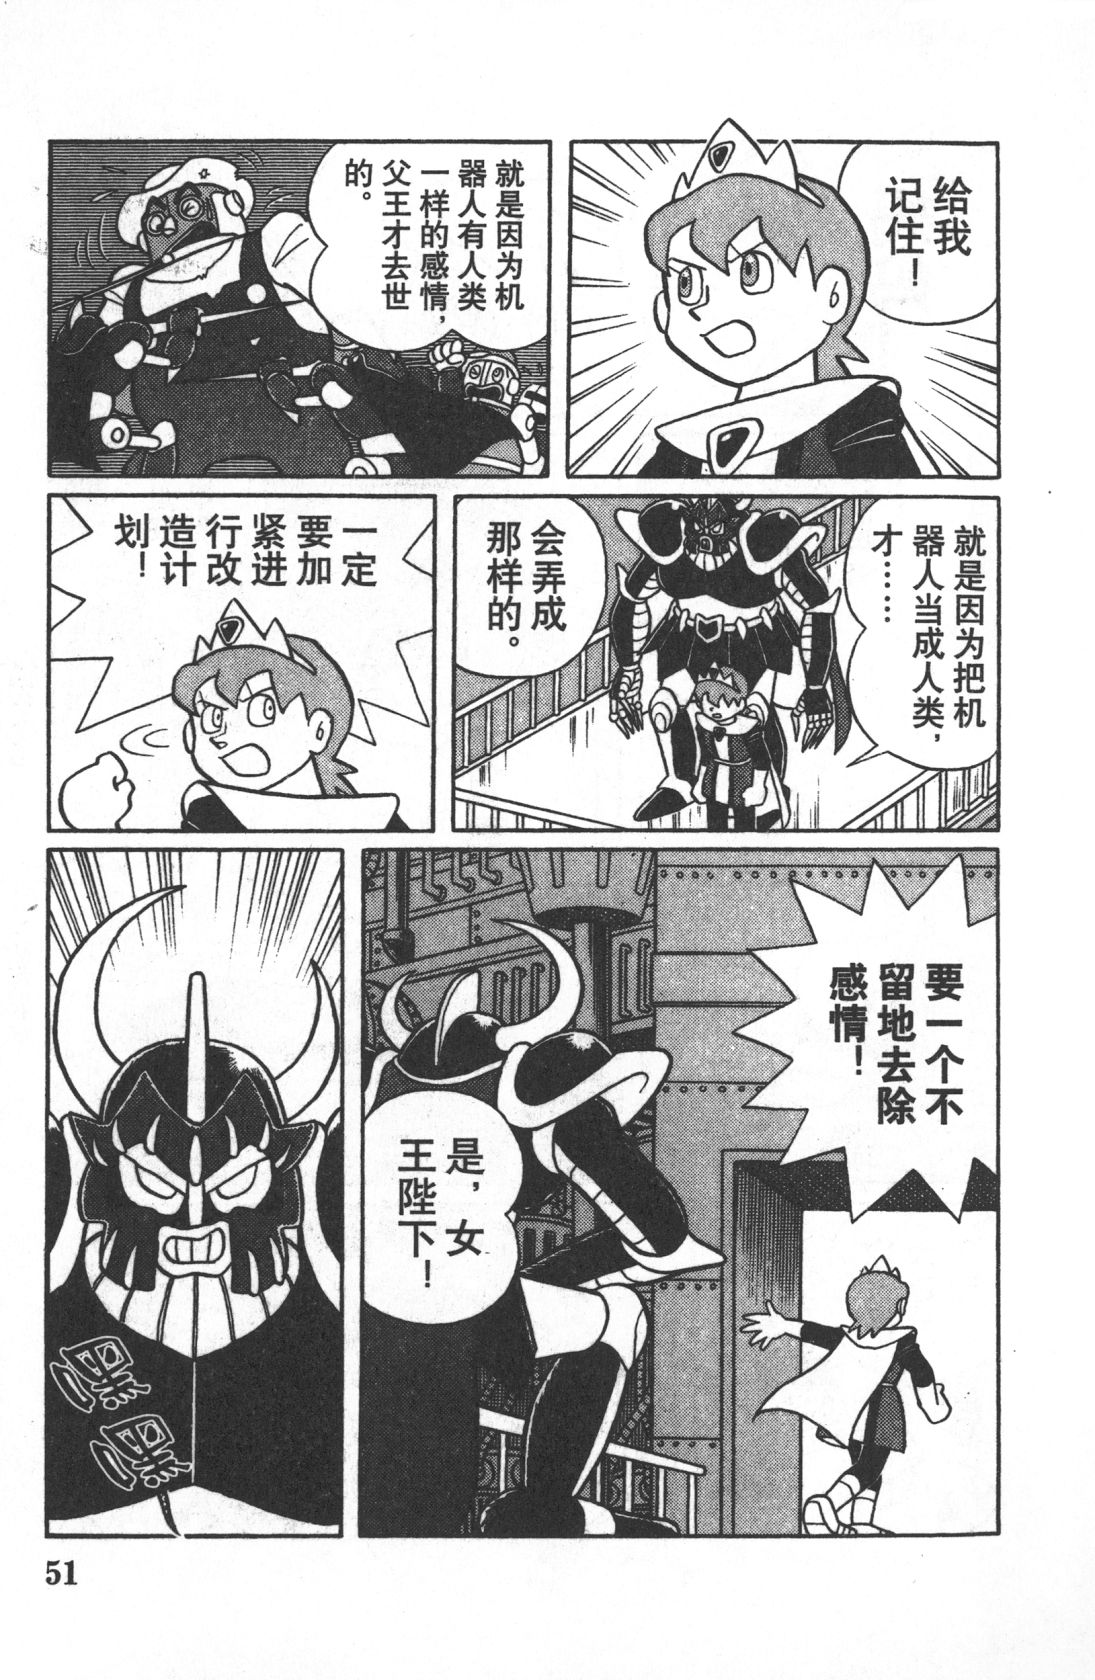 给我
记住！
就是因为机
器人有人类
一样的感情，
父王才去世
的。
就是因为把机
器人当成人类，
才……
会弄成
那样的。
一定
要加
紧进
行改
造计
划！
要一个不
留地去除
感情！
是，女
王陛下！
嘿
嘿
51